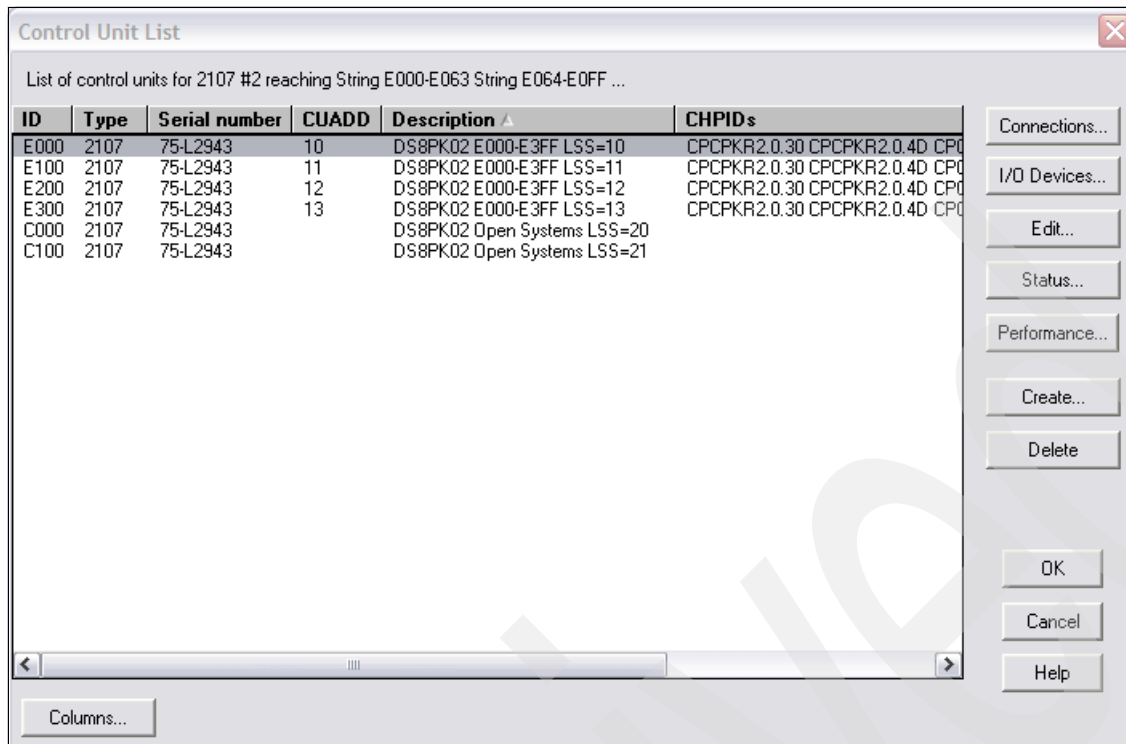 Control Unit List
List of control units for 2107 #2 reaching String E000-E063 String E064-E0FF ...
ID Type Serial number CUADD Description CHPIDs
E000 2107 75-L2943 10 DS8PK02 E000-E3FF LSS=10 CPCPKR2.0.30 CPCPKR2.0.4D
E100 2107 75-L2943 11 DS8PK02 E000-E3FF LSS=11 CPCPKR2.0.30 CPCPKR2.0.4D
E200 2107 75-L2943 12 DS8PK02 E000-E3FF LSS=12 CPCPKR2.0.30 CPCPKR2.0.4D
E300 2107 75-L2943 13 DS8PK02 E000-E3FF LSS=13 CPCPKR2.0.30 CPCPKR2.0.4D
C000 2107 75-L2943 DS8PK02 Open Systems LSS=20
C100 2107 75-L2943 DS8PK02 Open Systems LSS=21
Connections...
I/O Devices...
Edit...
Status...
Performance...
Create...
Delete
OK
Cancel
Help
Columns...